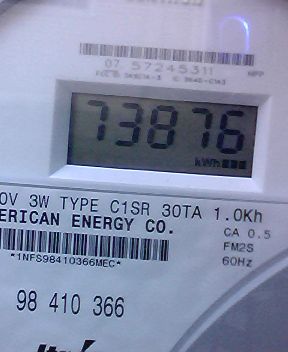 07 57245311
73876
kWh
0V 3W TYPE C1SR 30TA 1.0Kh
ERICAN ENERGY CO.
CA 0.5
FM2S
*1NFS98410366MEC*
60Hz
98 410 366